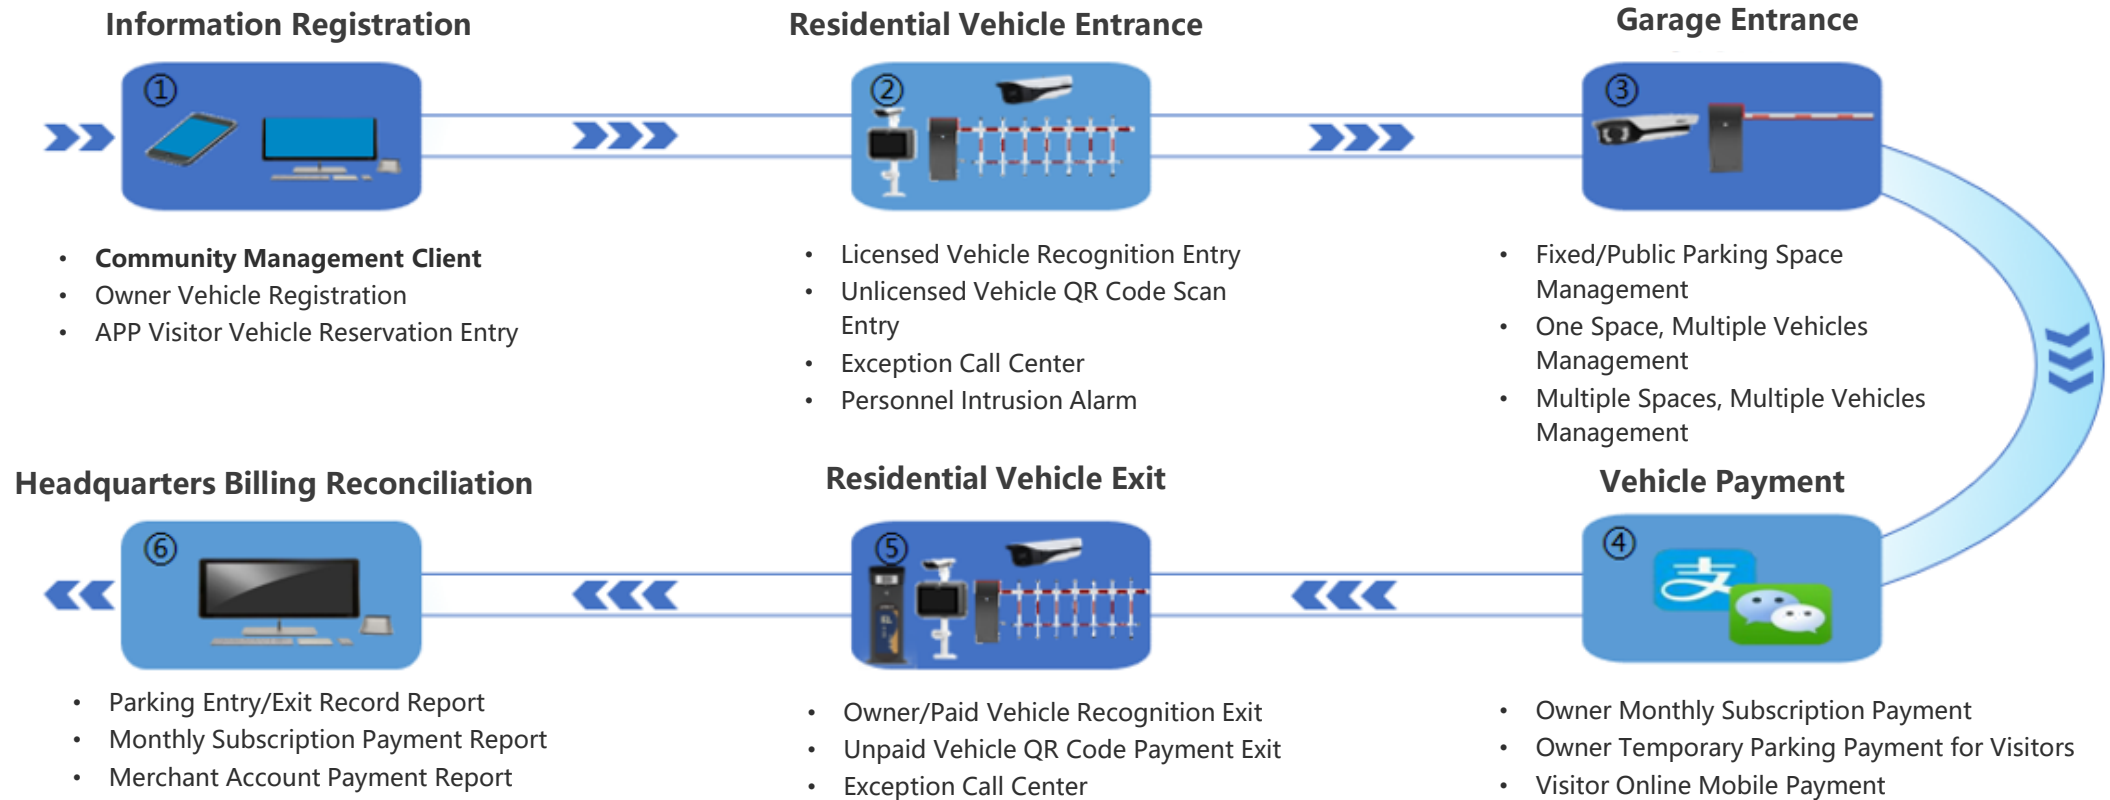 Information Registration
①
Community Management Client
Owner Vehicle Registration
APP Visitor Vehicle Reservation Entry
Residential Vehicle Entrance
②
Licensed Vehicle Recognition Entry
Unlicensed Vehicle QR Code Scan
Entry
Exception Call Center
Personnel Intrusion Alarm
Garage Entrance
③
Fixed/Public Parking Space
Management
One Space, Multiple Vehicles
Management
Multiple Spaces, Multiple Vehicles
Management
Vehicle Payment
④
支
Owner Monthly Subscription Payment
Owner Temporary Parking Payment for Visitors
Visitor Online Mobile Payment
Residential Vehicle Exit
⑤
Owner/Paid Vehicle Recognition Exit
Unpaid Vehicle QR Code Payment Exit
Exception Call Center
Headquarters Billing Reconciliation
⑥
Parking Entry/Exit Record Report
Monthly Subscription Payment Report
Merchant Account Payment Report